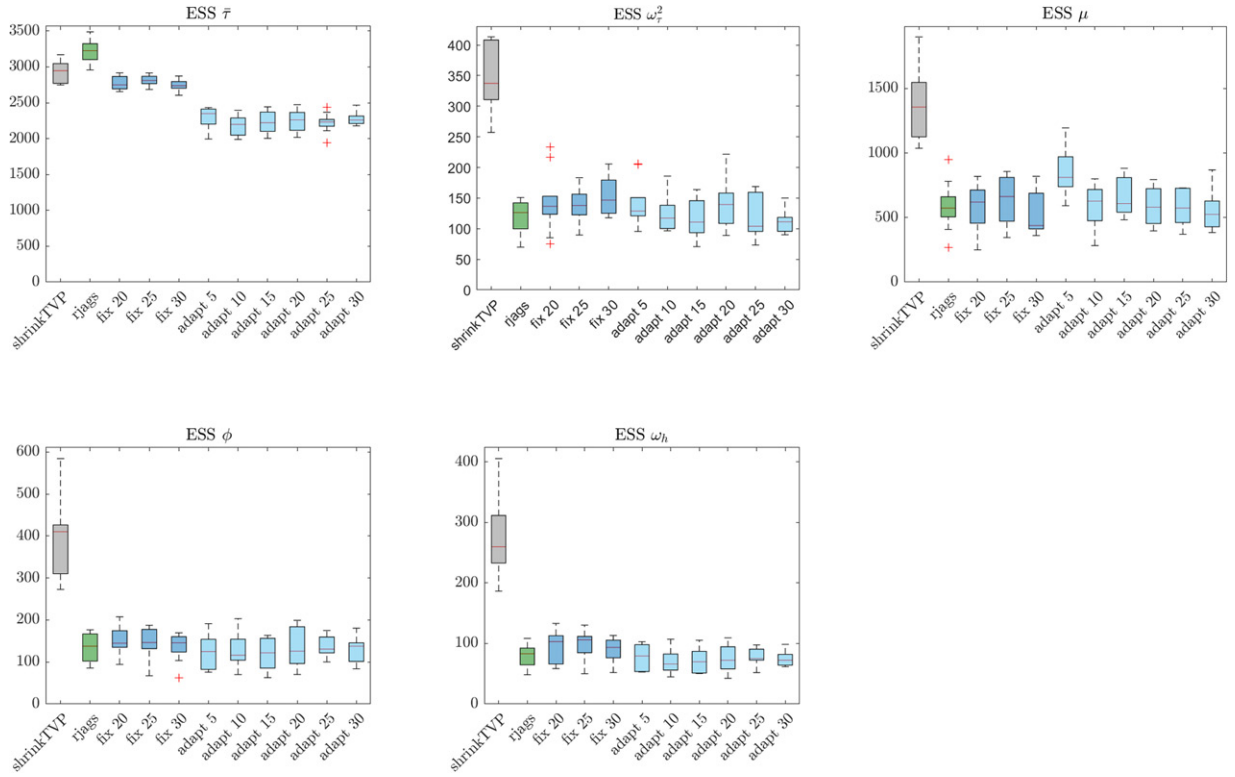 ESS τ̄
3500
3000
2500
2000
1500
1000
500
0
shrinkTVP
rjags
fix 20
fix 25
fix 30
adapt 5
adapt 10
adapt 15
adapt 20
adapt 25
adapt 30
ESS ω²_τ
400
350
300
250
200
150
100
50
0
shrinkTVP
rjags
fix 20
fix 25
fix 30
adapt 5
adapt 10
adapt 15
adapt 20
adapt 25
adapt 30
ESS μ
1500
1000
500
0
shrinkTVP
rjags
fix 20
fix 25
fix 30
adapt 5
adapt 10
adapt 15
adapt 20
adapt 25
adapt 30
ESS ϕ
600
500
400
300
200
100
0
shrinkTVP
rjags
fix 20
fix 25
fix 30
adapt 5
adapt 10
adapt 15
adapt 20
adapt 25
adapt 30
ESS ω_h
400
300
200
100
0
shrinkTVP
rjags
fix 20
fix 25
fix 30
adapt 5
adapt 10
adapt 15
adapt 20
adapt 25
adapt 30